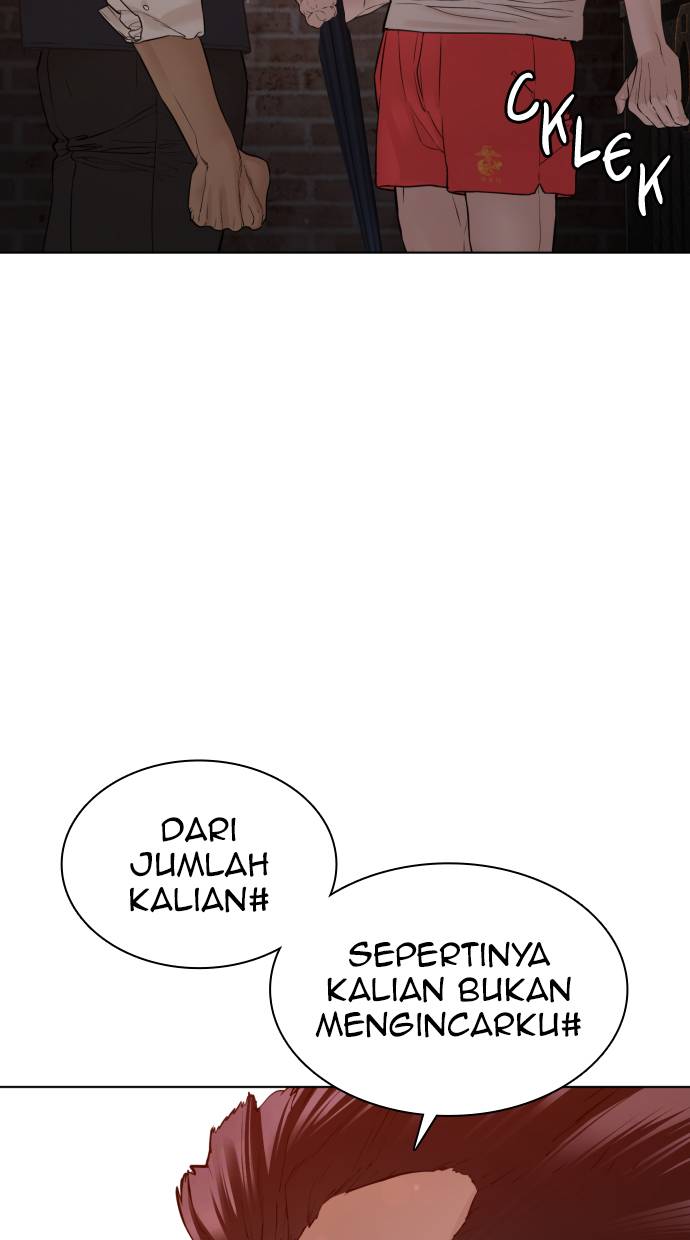 CKLEK
DARI
JUMLAH
KALIAN#
SEPERTINYA
KALIAN BUKAN
MENGINCARKU#